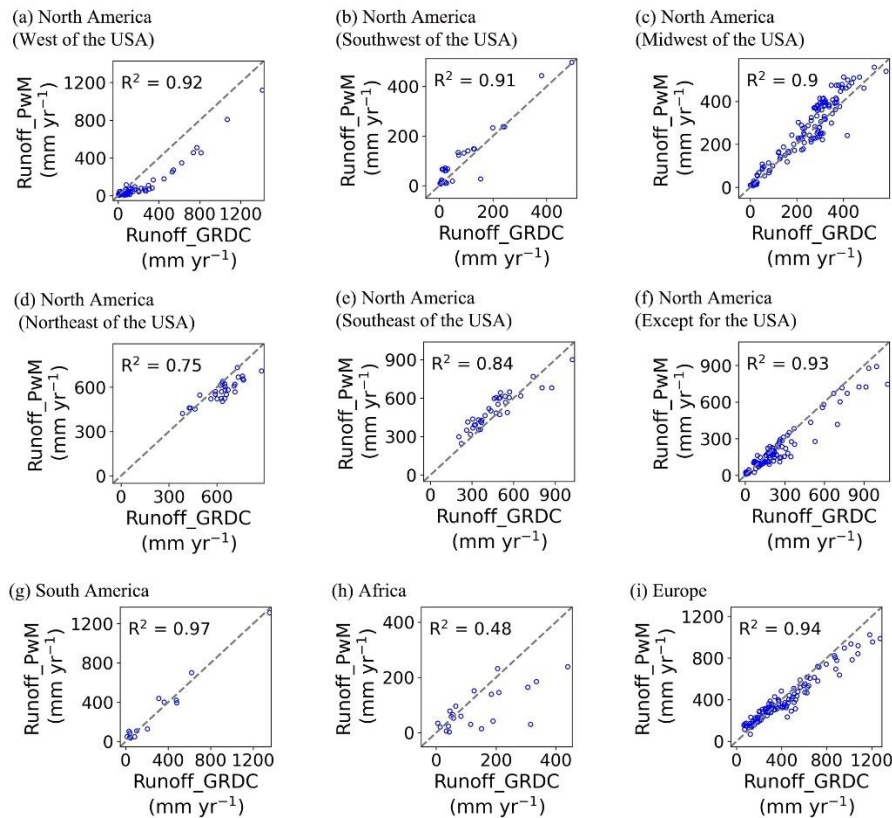 (a) North America
(West of the USA)
R² = 0.92
1200
800
400
0
Runoff_PwM
(mm yr⁻¹)
0 400 800 1200
Runoff_GRDC
(mm yr⁻¹)
(b) North America
(Southwest of the USA)
R² = 0.91
400
200
0
Runoff_PwM
(mm yr⁻¹)
0 200 400
Runoff_GRDC
(mm yr⁻¹)
(c) North America
(Midwest of the USA)
R² = 0.9
400
200
0
Runoff_PwM
(mm yr⁻¹)
0 200 400
Runoff_GRDC
(mm yr⁻¹)
(d) North America
(Northeast of the USA)
R² = 0.75
600
300
0
Runoff_PwM
(mm yr⁻¹)
0 300 600
Runoff_GRDC
(mm yr⁻¹)
(e) North America
(Southeast of the USA)
R² = 0.84
900
600
300
0
Runoff_PwM
(mm yr⁻¹)
0 300 600 900
Runoff_GRDC
(mm yr⁻¹)
(f) North America
(Except for the USA)
R² = 0.93
900
600
300
0
Runoff_PwM
(mm yr⁻¹)
0 300 600 900
Runoff_GRDC
(mm yr⁻¹)
(g) South America
R² = 0.97
1200
800
400
0
Runoff_PwM
(mm yr⁻¹)
0 400 800 1200
Runoff_GRDC
(mm yr⁻¹)
(h) Africa
R² = 0.48
400
200
0
Runoff_PwM
(mm yr⁻¹)
0 200 400
Runoff_GRDC
(mm yr⁻¹)
(i) Europe
R² = 0.94
1200
800
400
0
Runoff_PwM
(mm yr⁻¹)
0 400 800 1200
Runoff_GRDC
(mm yr⁻¹)